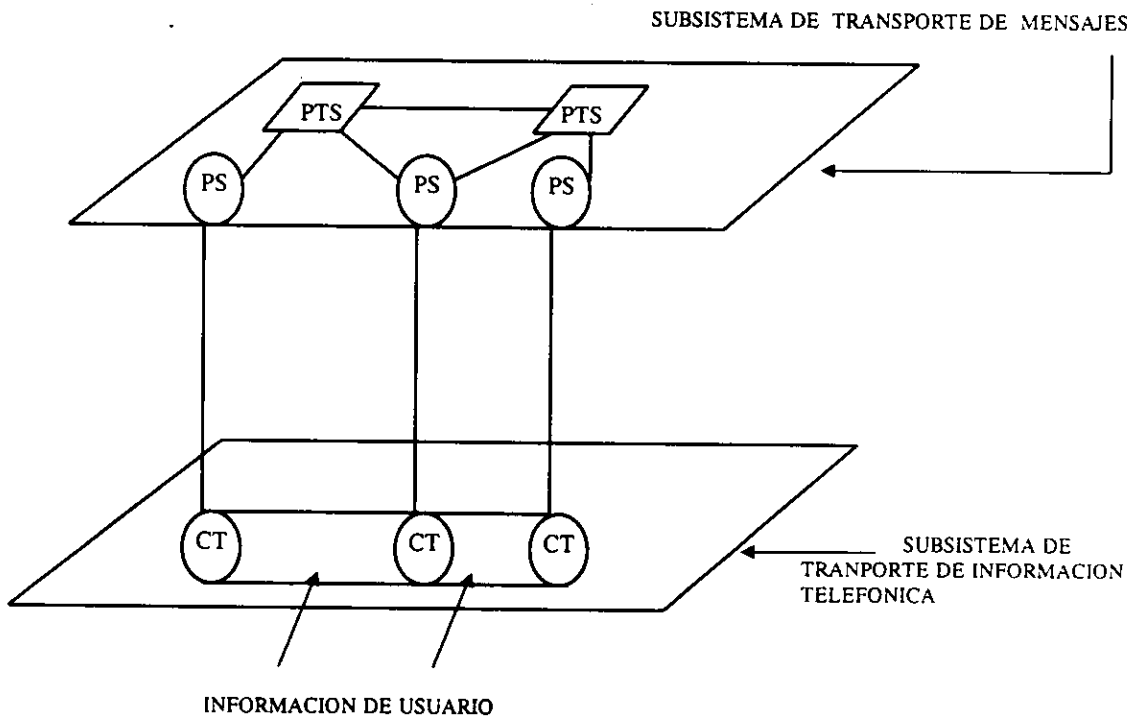 SUBSISTEMA DE TRANSPORTE DE MENSAJES
PTS
PTS
PS
PS
PS
CT
CT
CT
SUBSISTEMA DE
TRANPORTE DE INFORMACION
TELEFONICA
INFORMACION DE USUARIO